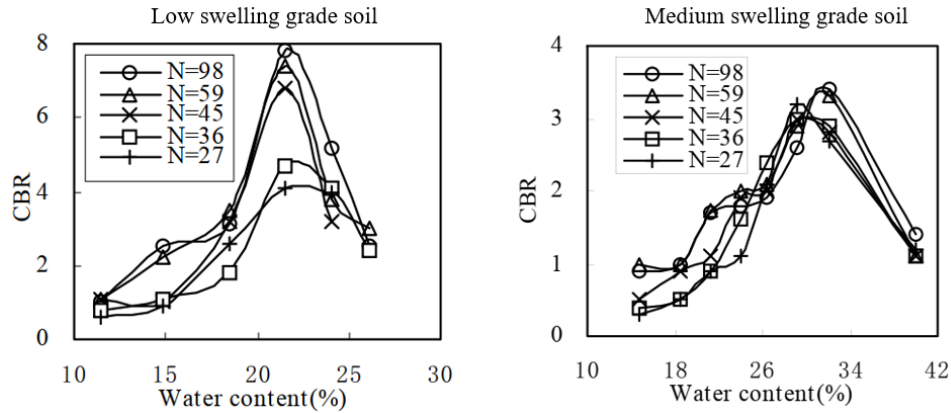 Low swelling grade soil
8
6
4
2
0
CBR
N=98
N=59
N=45
N=36
N=27
10 15 20 25 30
Water content(%)
Medium swelling grade soil
4
3
2
1
0
CBR
N=98
N=59
N=45
N=36
N=27
10 18 26 34 42
Water content(%)